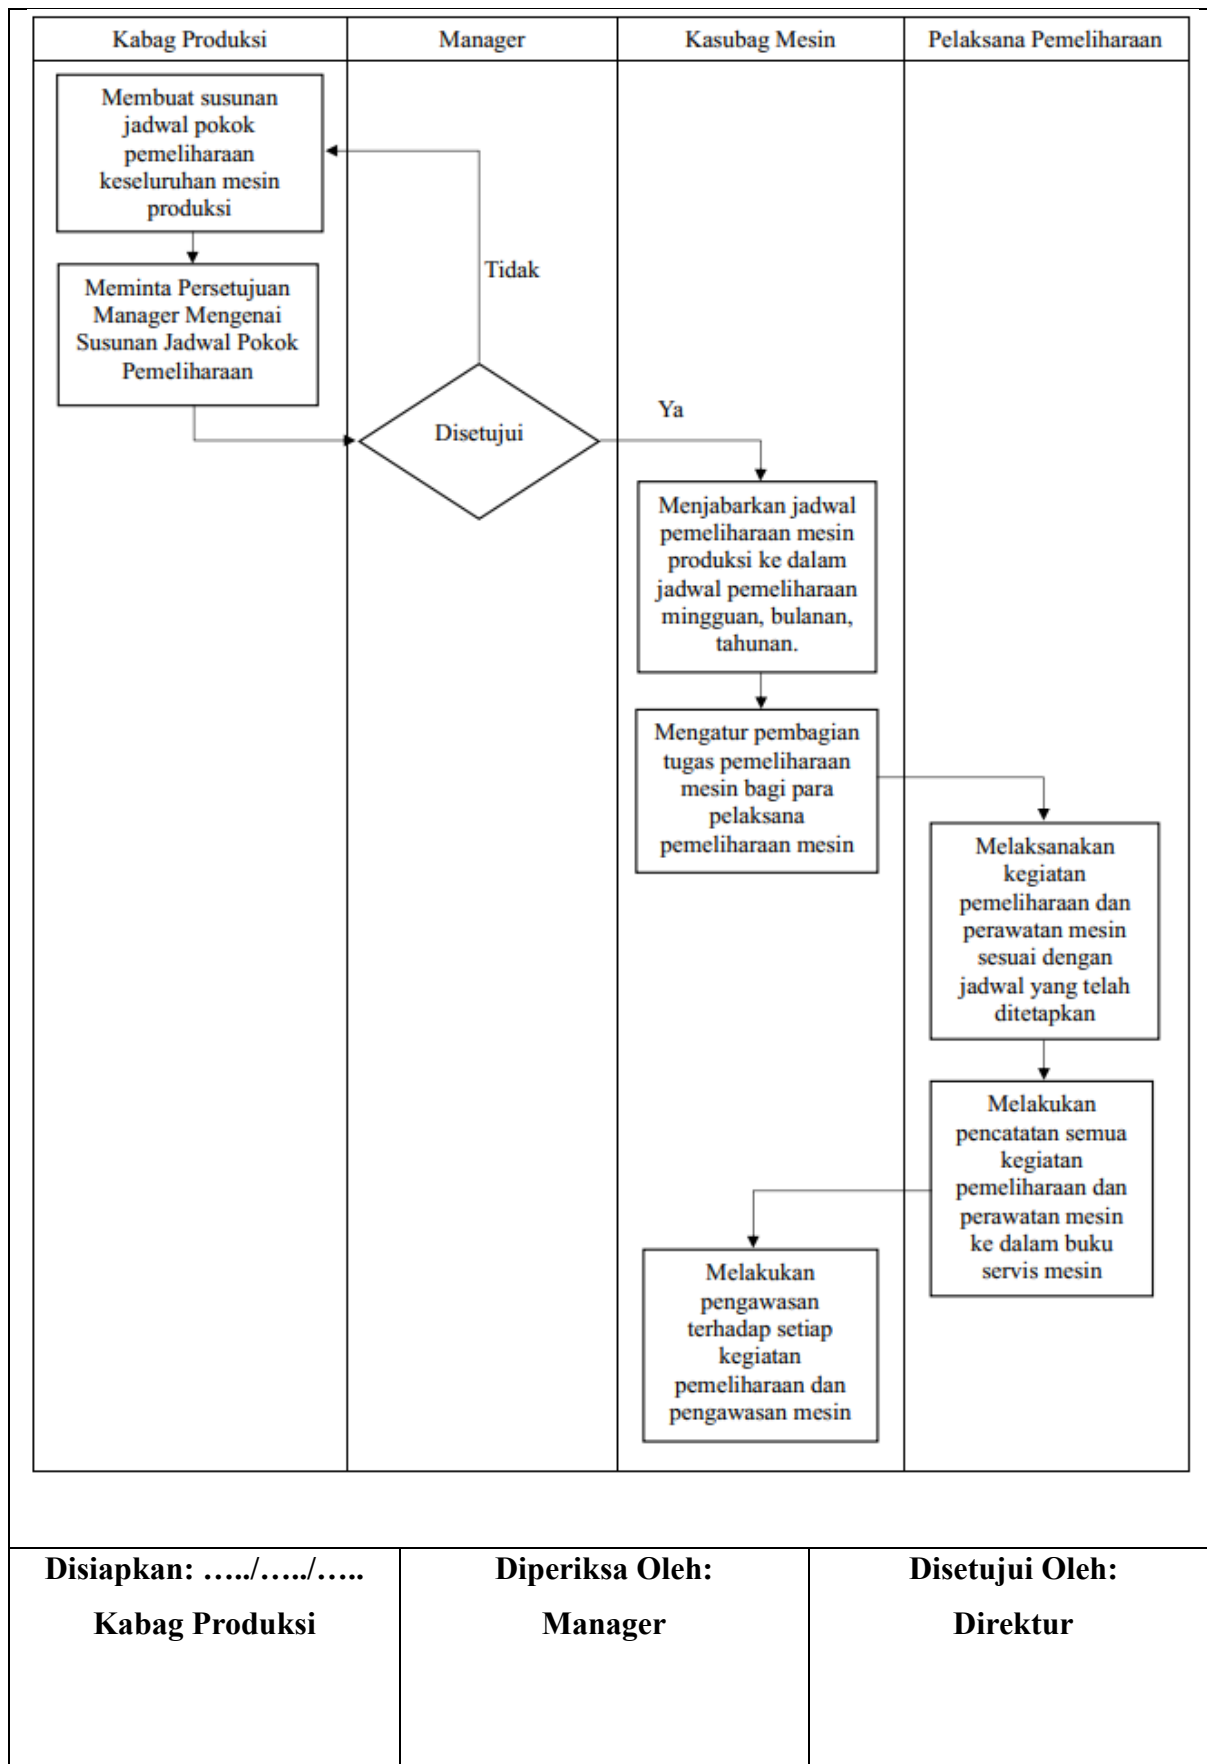 Kabag Produksi
Manager
Kasubag Mesin
Pelaksana Pemeliharaan
Membuat susunan
jadwal pokok
pemeliharaan
keseluruhan mesin
produksi
Meminta Persetujuan
Manager Mengenai
Susunan Jadwal Pokok
Pemeliharaan
Tidak
Disetujui
Ya
Menjabarkan jadwal
pemeliharaan mesin
produksi ke dalam
jadwal pemeliharaan
mingguan, bulanan,
tahunan.
Mengatur pembagian
tugas pemeliharaan
mesin bagi para
pelaksana
pemeliharaan mesin
Melaksanakan
kegiatan
pemeliharaan dan
perawatan mesin
sesuai dengan
jadwal yang telah
ditetapkan
Melakukan
pencatatan semua
kegiatan
pemeliharaan dan
perawatan mesin
ke dalam buku
servis mesin
Melakukan
pengawasan
terhadap setiap
kegiatan
pemeliharaan dan
pengawasan mesin
Disiapkan: …../…../…..
Kabag Produksi
Diperiksa Oleh:
Manager
Disetujui Oleh:
Direktur